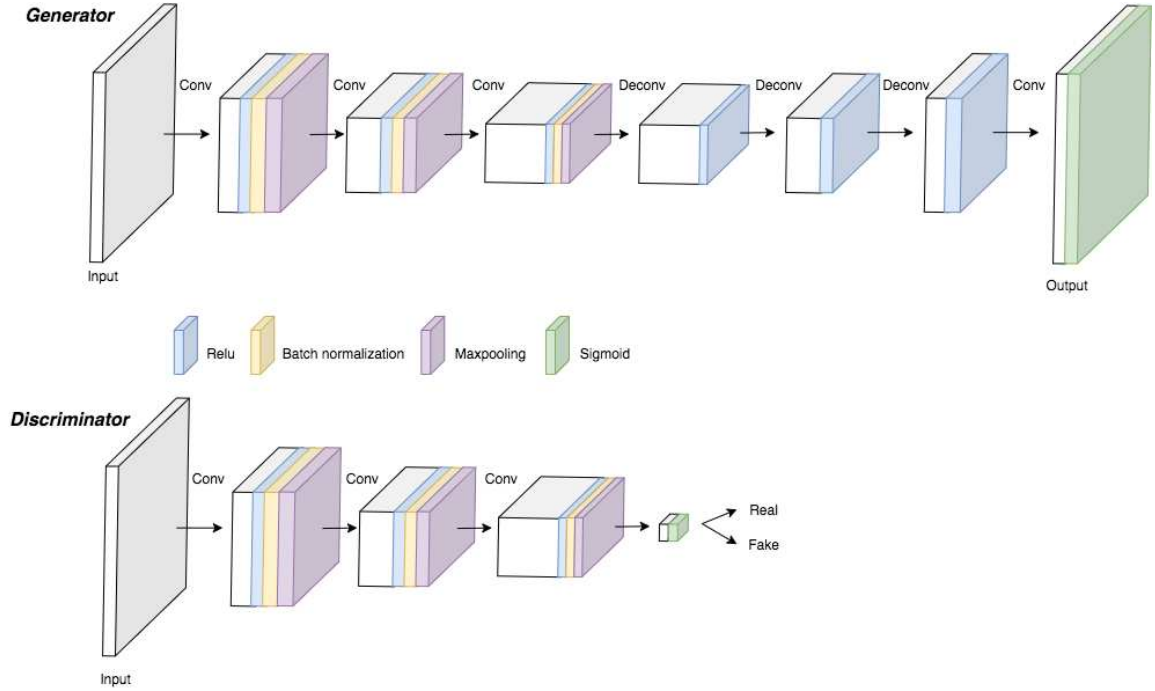 Generator
Conv Conv Conv Deconv Deconv Deconv Conv
Input
Output
Relu Batch normalization Maxpooling Sigmoid
Discriminator
Conv Conv Conv
Real
Fake
Input